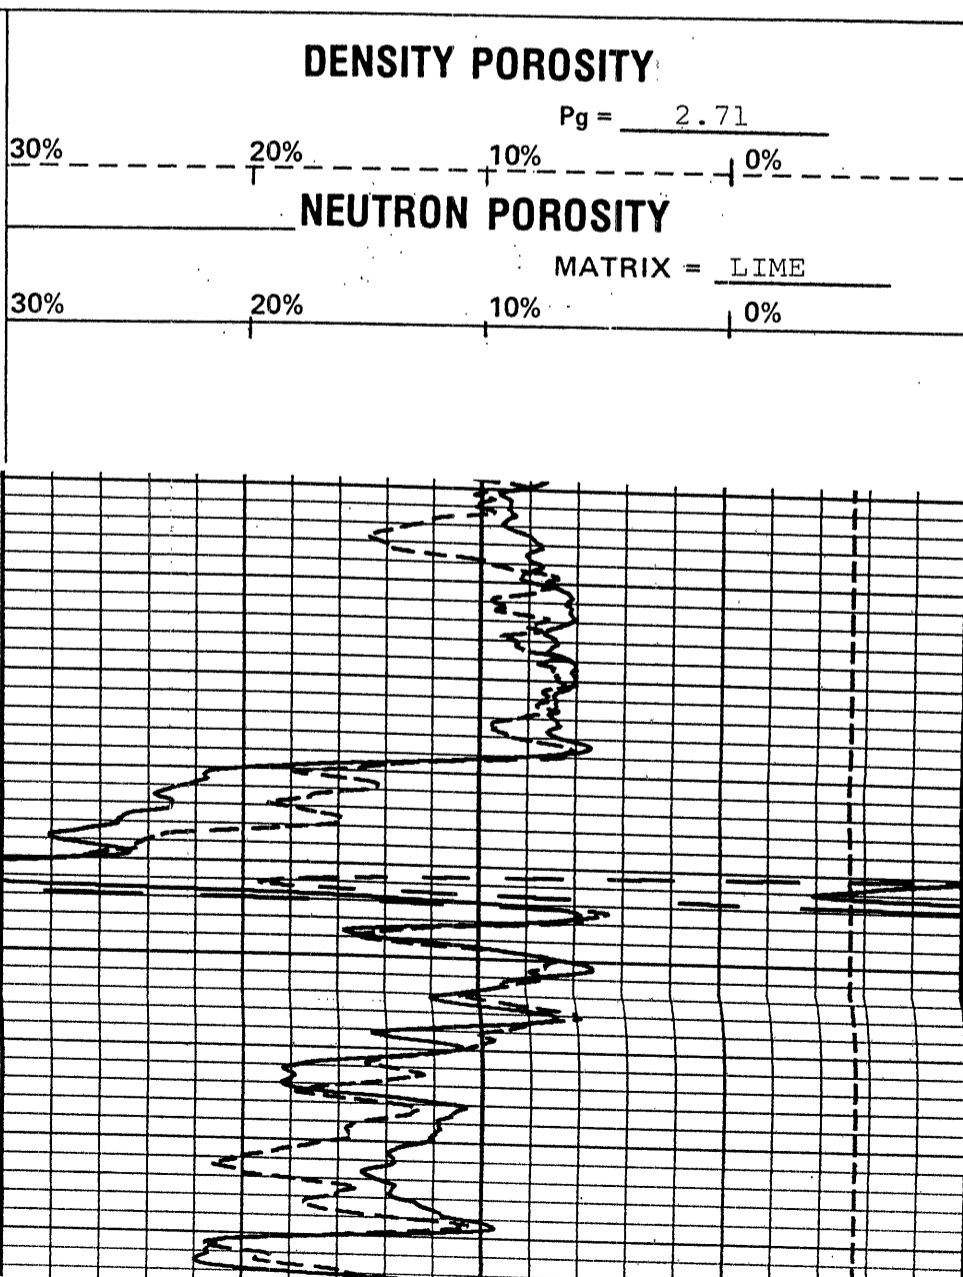 DENSITY POROSITY
Pg = 2.71
30% 20% 10% 0%
NEUTRON POROSITY
MATRIX = LIME
30% 20% 10% 0%